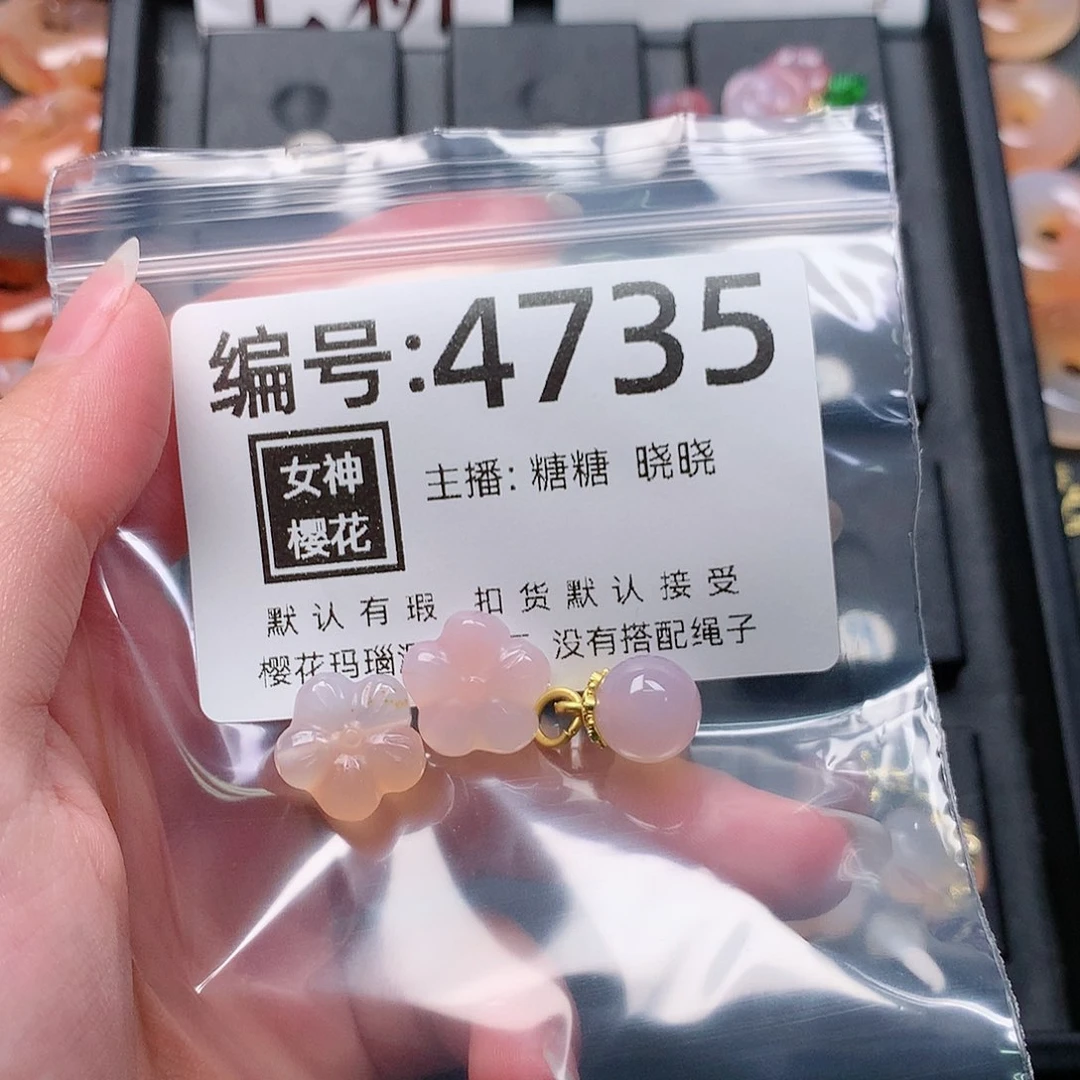 编号:4735
女神
樱花
主播: 糖糖 晓晓
默认有瑕 扣货默认接受
樱花玛瑙 没有搭配绳子